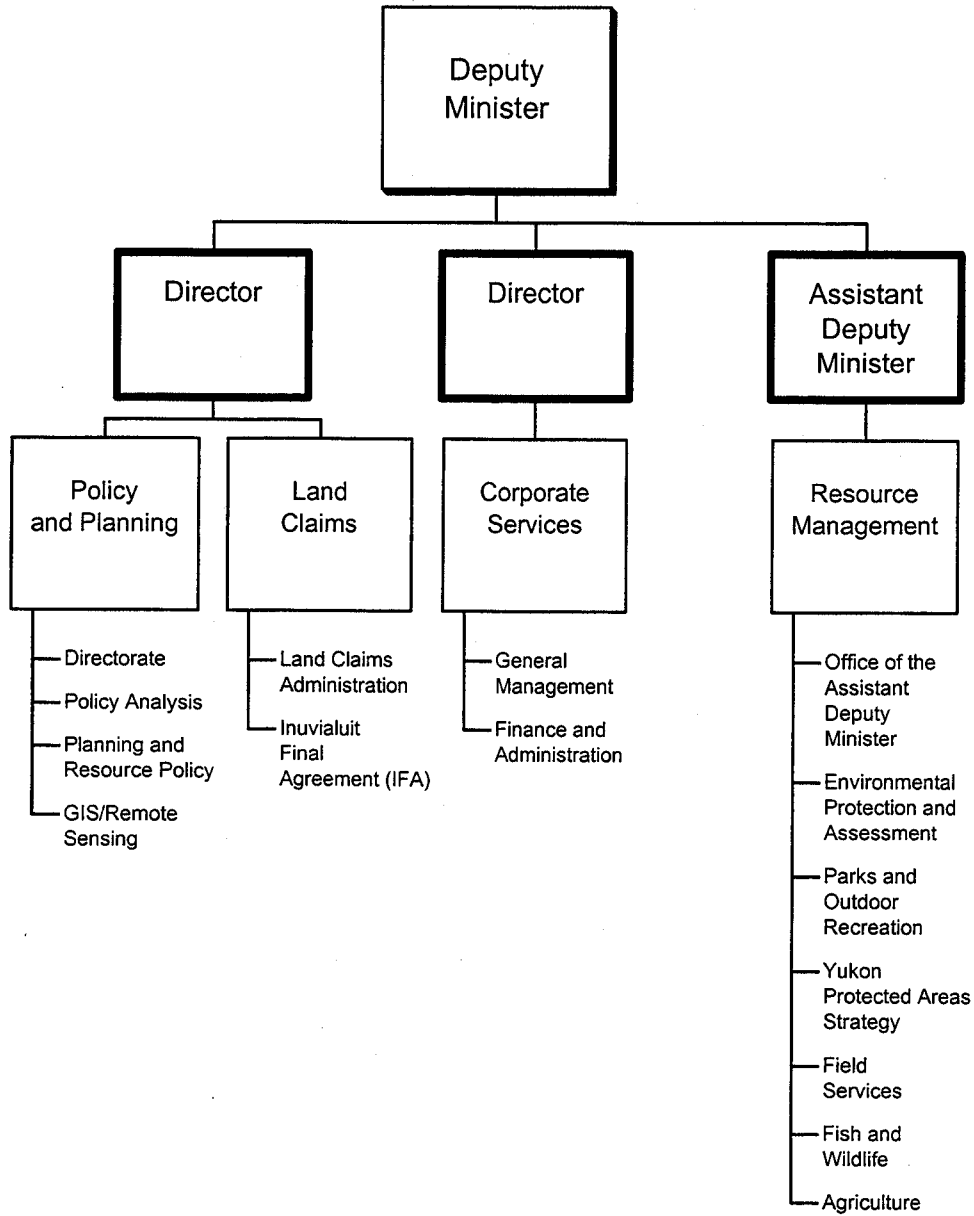 Deputy
Minister
Director
Director
Assistant
Deputy
Minister
Policy
and Planning
Land
Claims
Corporate
Services
Resource
Management
Directorate
Policy Analysis
Planning and
Resource Policy
GIS/Remote
Sensing
Land Claims
Administration
Inuvialuit
Final
Agreement (IFA)
General
Management
Finance and
Administration
Office of the
Assistant
Deputy
Minister
Environmental
Protection and
Assessment
Parks and
Outdoor
Recreation
Yukon
Protected Areas
Strategy
Field
Services
Fish and
Wildlife
Agriculture